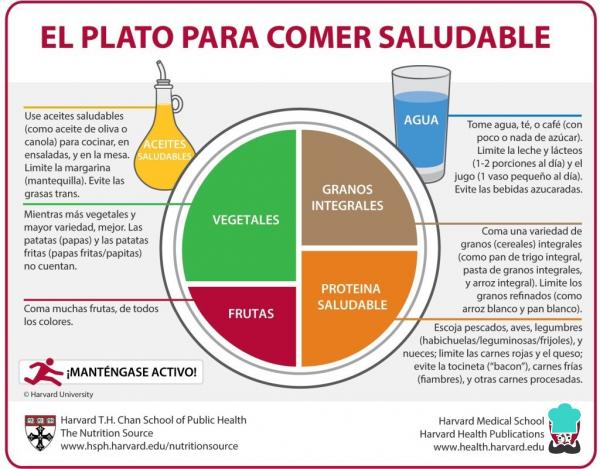 EL PLATO PARA COMER SALUDABLE
Use aceites saludables
(como aceite de oliva o
canola) para cocinar, en
ensaladas, y en la mesa.
Limite la margarina
(mantequilla). Evite las
grasas trans.
ACEITES
SALUDABLES
AGUA
Tome agua, té, o café (con
poco o nada de azúcar).
Limite la leche y lácteos
(1-2 porciones al día) y el
jugo (1 vaso pequeño al día).
Evite las bebidas azucaradas.
Mientras más vegetales y
mayor variedad, mejor. Las
patatas (papas) y las patatas
fritas (papas fritas/papitas)
no cuentan.
VEGETALES
GRANOS
INTEGRALES
Coma una variedad de
granos (cereales) integrales
(como pan de trigo integral,
pasta de granos integrales,
y arroz integral). Limite los
granos refinados (como
arroz blanco y pan blanco).
Coma muchas frutas, de todos
los colores.
FRUTAS
PROTEINA
SALUDABLE
Escoja pescados, aves, legumbres
(habichuelas/leguminosas/frijoles), y
nueces; limite las carnes rojas y el queso;
evite la tocineta ("bacon"), carnes frías
(fiambres), y otras carnes procesadas.
¡MANTÉNGASE ACTIVO!
© Harvard University
Harvard T.H. Chan School of Public Health
The Nutrition Source
www.hsph.harvard.edu/nutritionsource
Harvard Medical School
Harvard Health Publications
www.health.harvard.edu